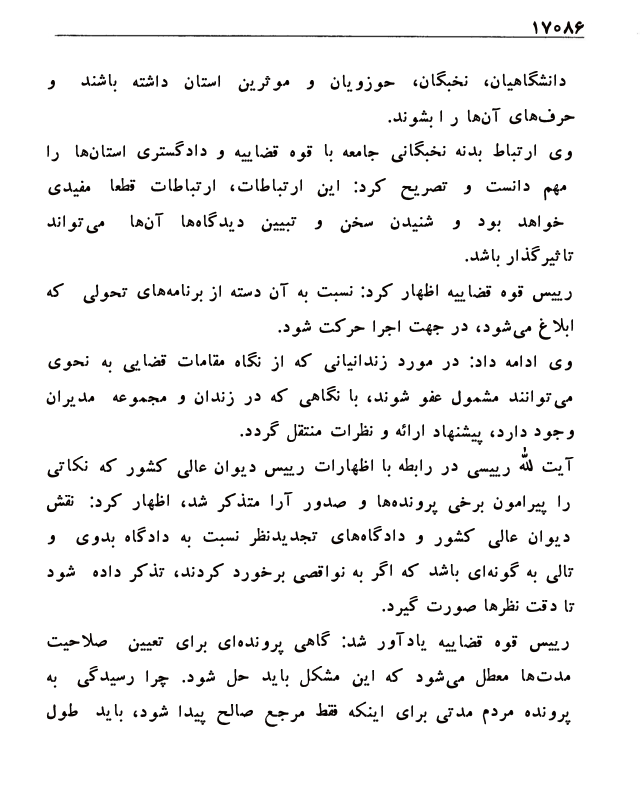 ۱۷۰۸۶
دانشگاهیان، نخبگان، حوزویان و موثرین استان داشته باشند و
حرف‌های آن‌ها ر ا بشوند.
وی ارتباط بدنه نخبگانی جامعه با قوه قضاییه و دادگستری استان‌ها را
مهم دانست و تصریح کرد: این ارتباطات، ارتباطات قطعا مفیدی
خواهد بود و شنیدن سخن و تبیین دیدگاه‌ها آن‌ها می‌تواند
تاثیرگذار باشد.
رییس قوه قضاییه اظهار کرد: نسبت به آن دسته از برنامه‌های تحولی که
ابلاغ می‌شود، در جهت اجرا حرکت شود.
وی ادامه داد: در مورد زندانیانی که از نگاه مقامات قضایی به نحوی
می‌توانند مشمول عفو شوند، با نگاهی که در زندان و مجموعه مدیران
وجود دارد، پیشنهاد ارائه و نظرات منتقل گردد.
آیت لله رییسی در رابطه با اظهارات رییس دیوان عالی کشور که نکاتی
را پیرامون برخی پرونده‌ها و صدور آرا متذکر شد، اظهار کرد: نقش
دیوان عالی کشور و دادگاه‌های تجدیدنظر نسبت به دادگاه بدوی و
تالی به گونه‌ای باشد که اگر به نواقصی برخورد کردند، تذکر داده شود
تا دقت نظرها صورت گیرد.
رییس قوه قضاییه یادآور شد: گاهی پرونده‌ای برای تعیین صلاحیت
مدت‌ها معطل می‌شود که این مشکل باید حل شود. چرا رسیدگی به
پرونده مردم مدتی برای اینکه فقط مرجع صالح پیدا شود، باید طول